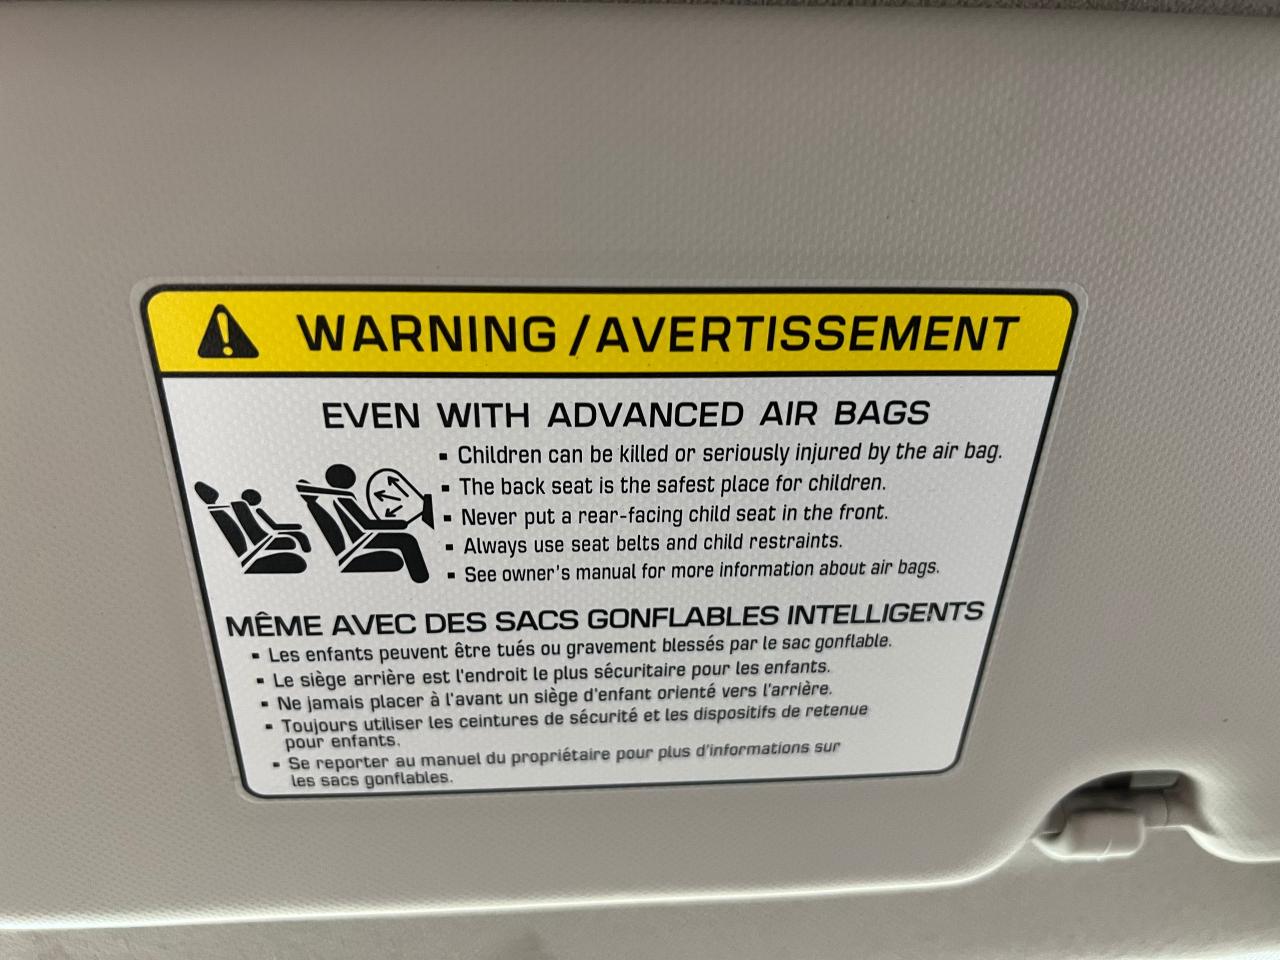 WARNING/AVERTISSEMENT
EVEN WITH ADVANCED AIR BAGS
▪ Children can be killed or seriously injured by the air bag.
▪ The back seat is the safest place for children.
▪ Never put a rear-facing child seat in the front.
▪ Always use seat belts and child restraints.
▪ See owner's manual for more information about air bags.
MÊME AVEC DES SACS GONFLABLES INTELLIGENTS
▪ Les enfants peuvent être tués ou gravement blessés par le sac gonflable.
▪ Le siège arrière est l'endroit le plus sécuritaire pour les enfants.
▪ Ne jamais placer à l'avant un siège d'enfant orienté vers l'arrière.
▪ Toujours utiliser les ceintures de sécurité et les dispositifs de retenue
pour enfants.
▪ Se reporter au manuel du propriétaire pour plus d'informations sur
les sacs gonflables.